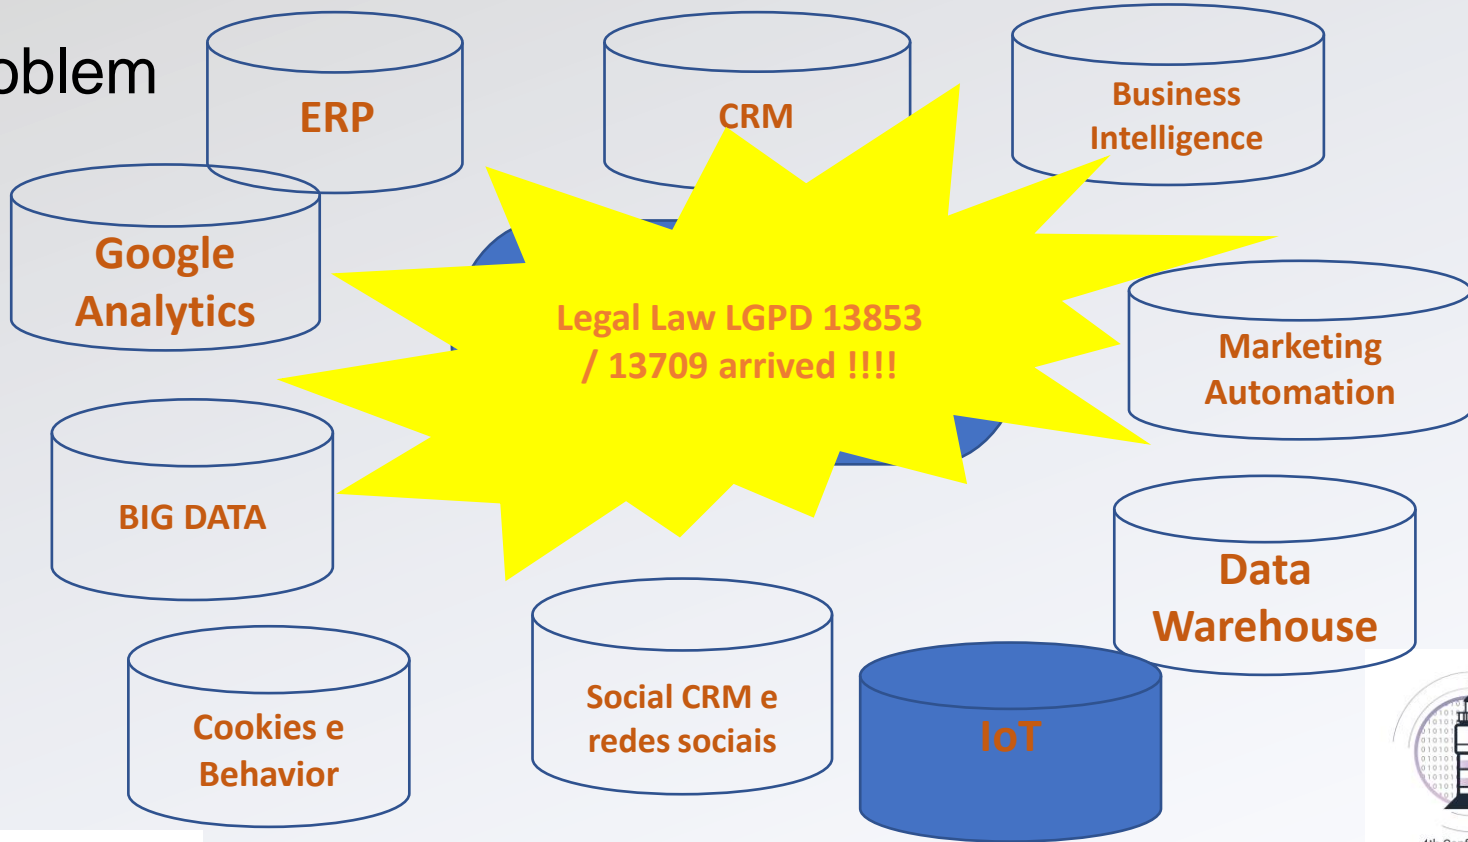 oblem
ERP
CRM
Business
Intelligence
Google
Analytics
Legal Law LGPD 13853
/ 13709 arrived !!!!
Marketing
Automation
BIG DATA
Data
Warehouse
Social CRM e
redes sociais
IoT
Cookies e
Behavior